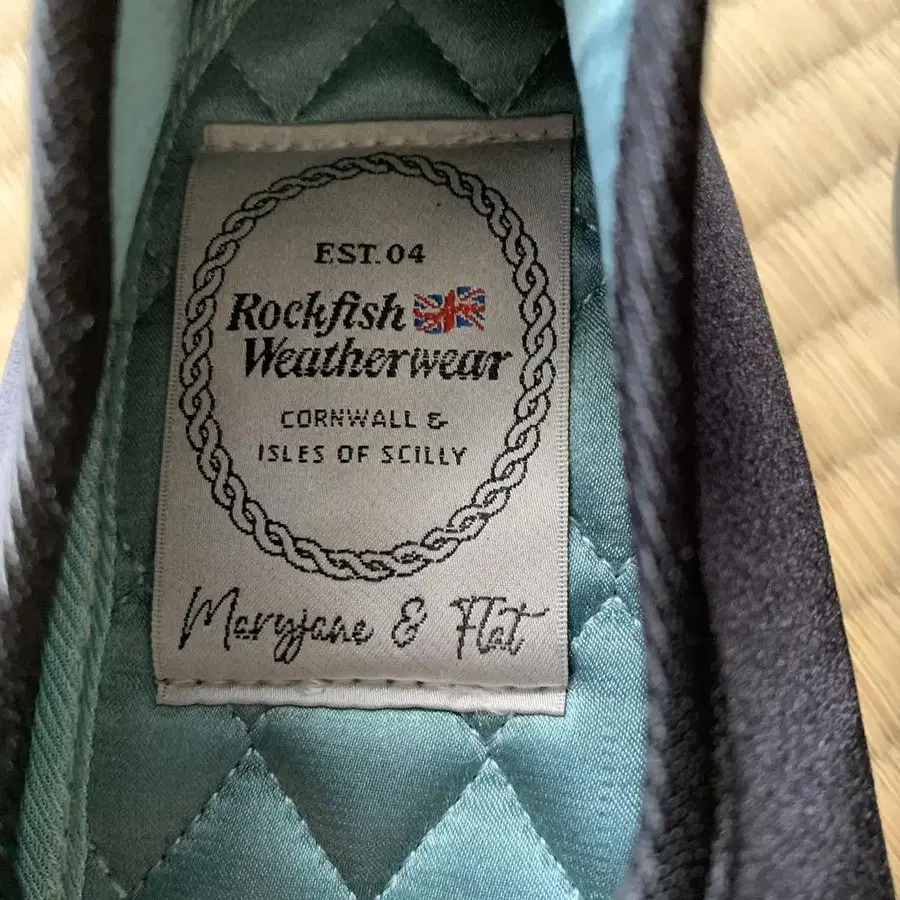 EST. 04
Rockfish
Weatherwear
CORNWALL &
ISLES OF SCILLY
Maryjane & Flat